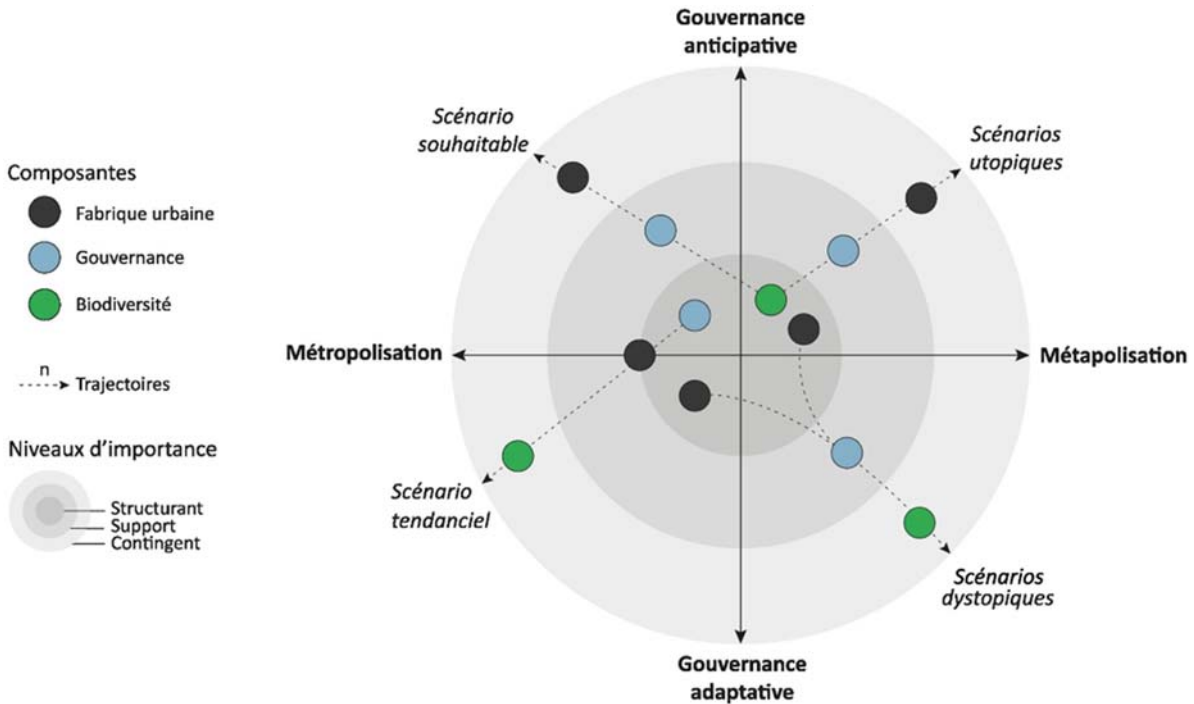 Gouvernance
anticipative
Scénario
souhaitable
Scénarios
utopiques
Composantes
Fabrique urbaine
Gouvernance
Biodiversité
n
Trajectoires
Niveaux d'importance
Structurant
Support
Contingent
Métropolisation
Métapolisation
Scénario
tendanciel
Scénarios
dystopiques
Gouvernance
adaptative